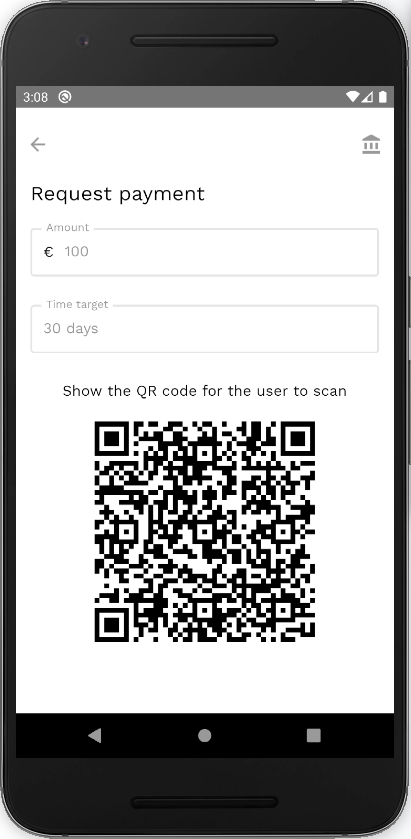 3:08
Request payment
Amount
€ 100
Time target
30 days
Show the QR code for the user to scan